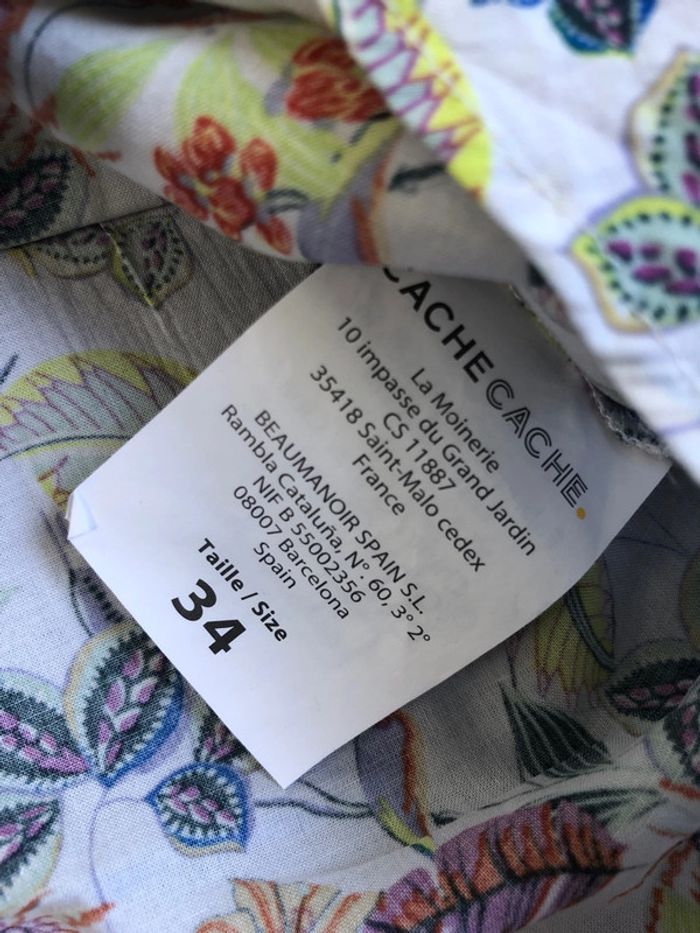 CACHE CACHE.
La Moinerie
10 impasse du Grand Jardin
CS 11887
35418 Saint-Malo cedex
France
BEAUMANOIR SPAIN S.L.
Rambla Cataluña, N°. 60, 3° 2°
NIF B 55002356
08007 Barcelona
Spain
Taille / Size
34